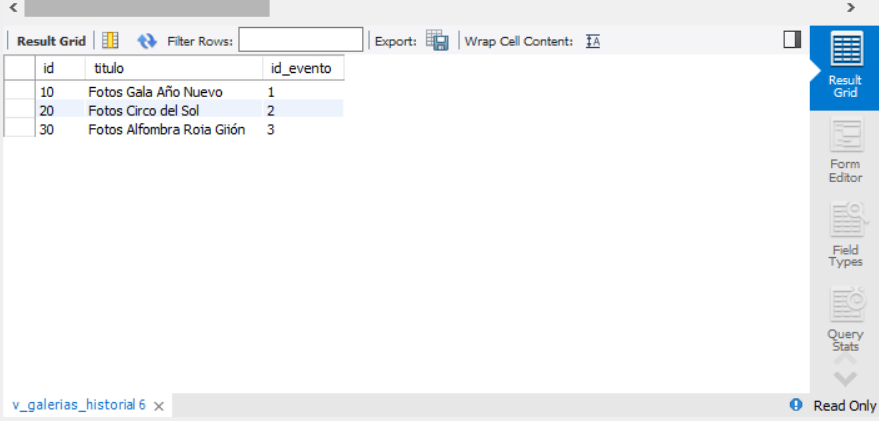 Result Grid Filter Rows: Export: Wrap Cell Content:
id titulo id_evento
10 Fotos Gala Año Nuevo 1
20 Fotos Circo del Sol 2
30 Fotos Alfombra Roja Gijón 3
Result
Grid
Form
Editor
Field
Types
Query
Stats
v_galerias_historial 6
Read Only